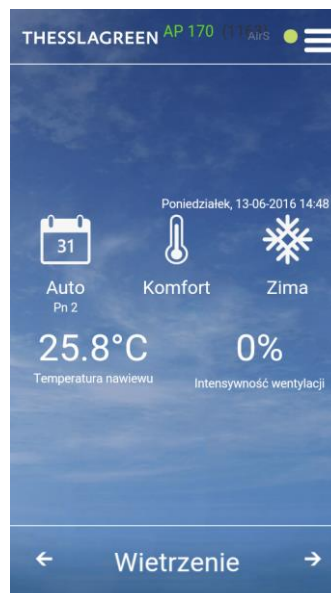 THESSLAGREEN AP 170 AirS
Poniedziałek, 13-06-2016 14:48
31
Auto Komfort Zima
Pn 2
25.8°C 0%
Temperatura nawiewu Intensywność wentylacji
← Wietrzenie →